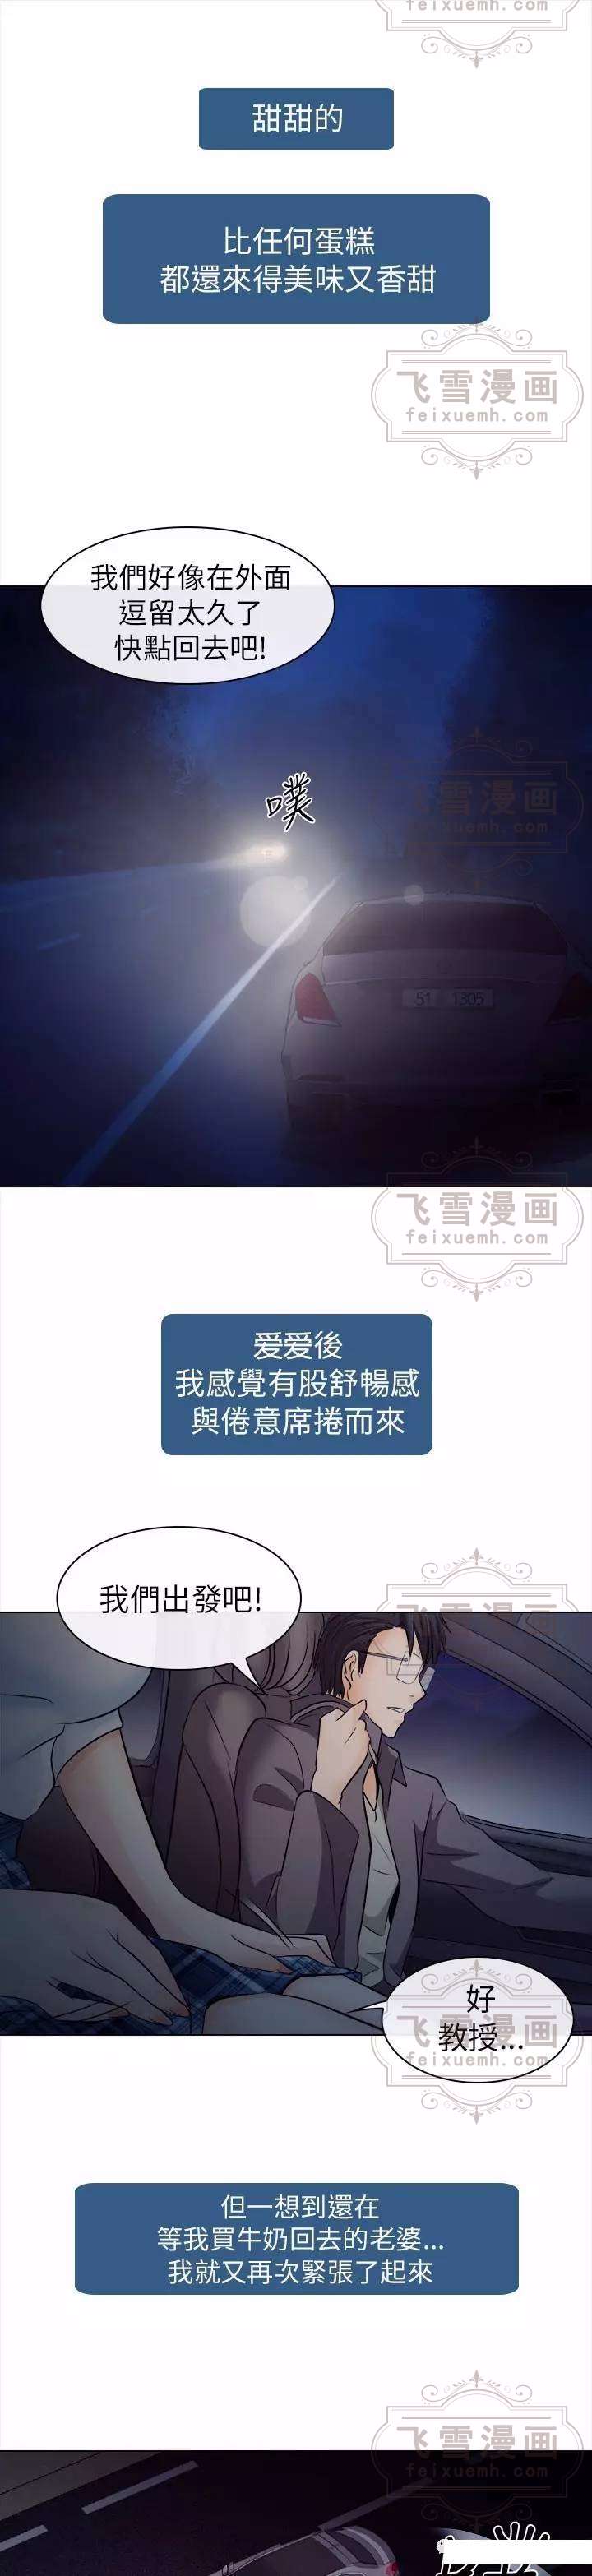 feixuemh.com
甜甜的
比任何蛋糕
都還來得美味又香甜
飞雪漫画
feixuemh.com
我們好像在外面
逗留太久了
快點回去吧!
飞雪漫画
feixuemh.com
噗
51 1305
飞雪漫画
feixuemh.com
爱爱後
我感覺有股舒暢感
與倦意席捲而來
我們出發吧!
好
教授...
飞雪漫画
feixuemh.com
但一想到還在
等我買牛奶回去的老婆...
我就又再次緊張了起來
飞雪漫画
feixuemh.com